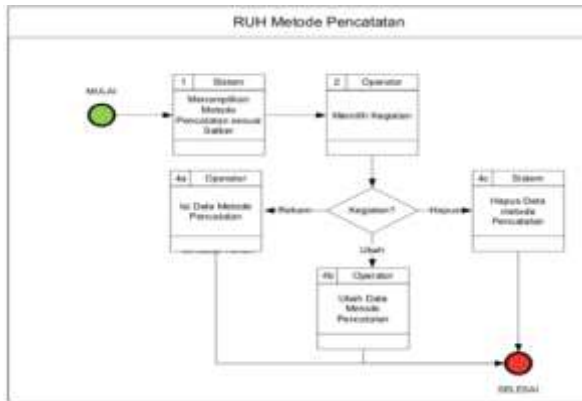 RUH Metode Pencatatan
MULAI
1 Sistem
Menampilkan
Metode
Pencatatan sesuai
Satker
2 Operator
Memilih Kegiatan
4a Operator
Isi Data Metode
Pencatatan
Kegiatan?
Rekam
Hapus
Ubah
4c Sistem
Hapus Data
metode
Pencatatan
4b Operator
Ubah Data
Metode
Pencatatan
SELESAI